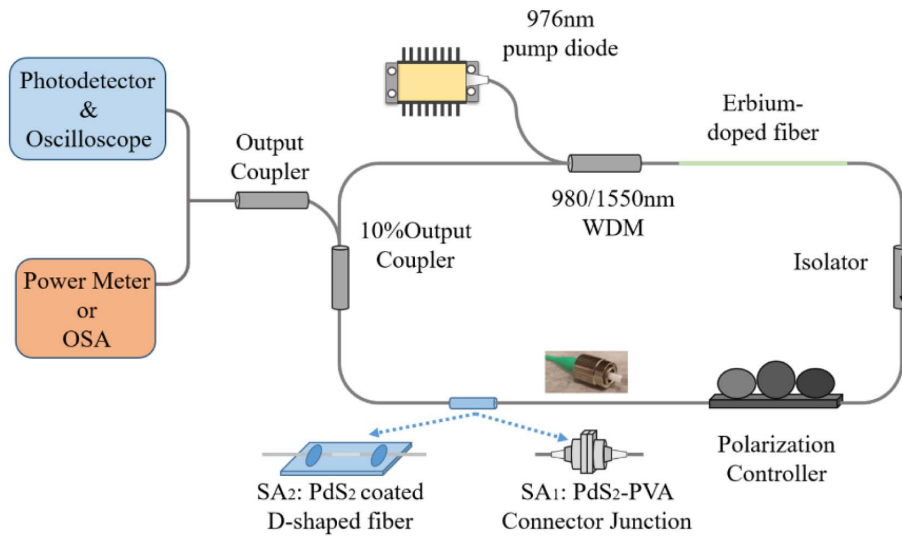 976nm
pump diode
Photodetector
&
Oscilloscope
Erbium-
doped fiber
Output
Coupler
980/1550nm
WDM
10%Output
Coupler
Isolator
Power Meter
or
OSA
Polarization
Controller
SA₂: PdS₂ coated
D-shaped fiber
SA₁: PdS₂-PVA
Connector Junction